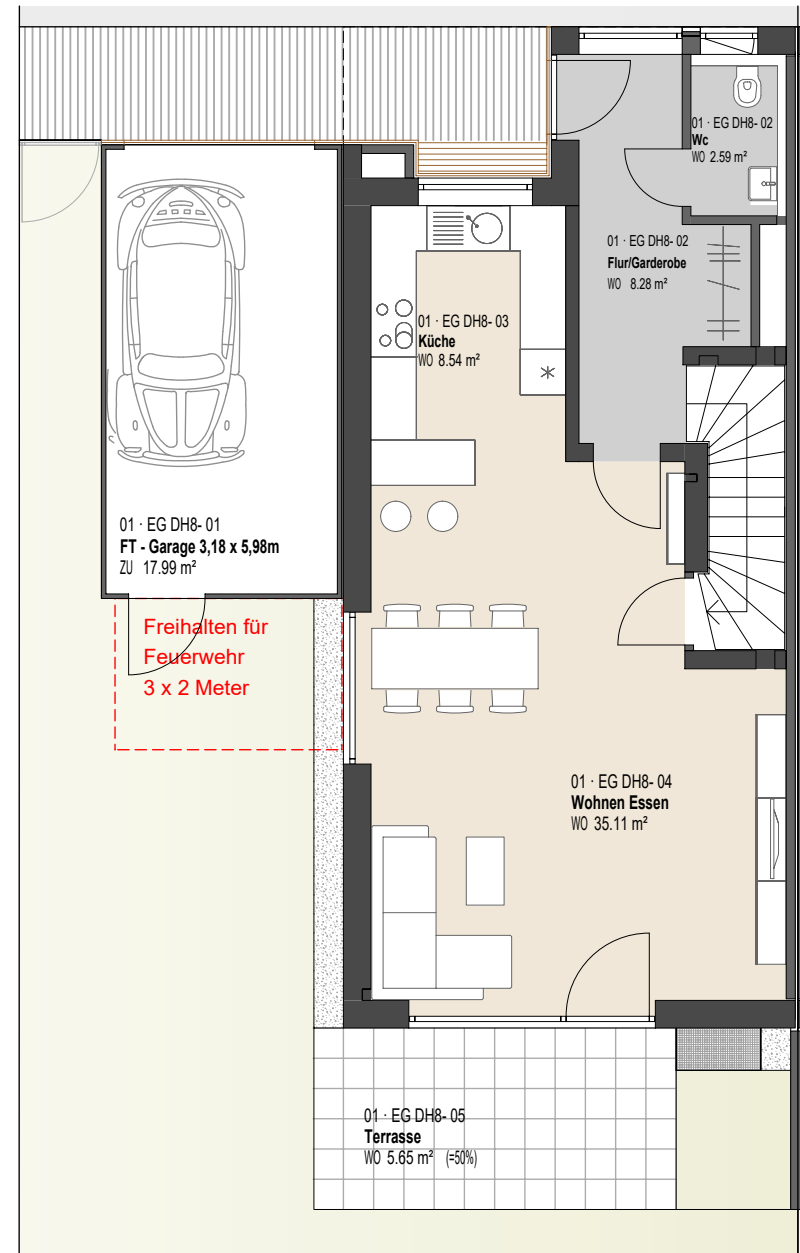 01 · EG DH8- 02
Wc
WO 2.59 m²
01 · EG DH8- 02
Flur/Garderobe
WO 8.28 m²
01 · EG DH8- 03
Küche
WO 8.54 m²
01 · EG DH8- 01
FT - Garage 3,18 x 5,98m
ZU 17.99 m²
Freihalten für
Feuerwehr
3 x 2 Meter
01 · EG DH8- 04
Wohnen Essen
WO 35.11 m²
01 · EG DH8- 05
Terrasse
WO 5.65 m² (=50%)